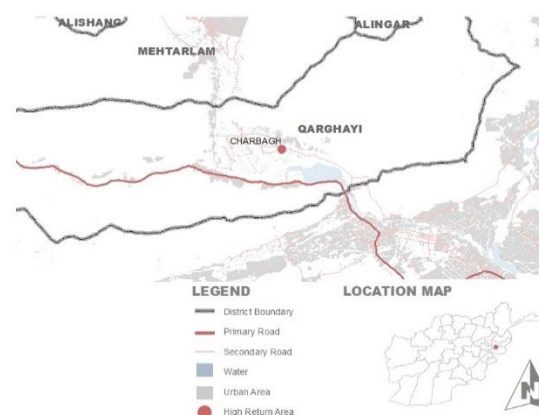 ALISHANG
ALINGAR
MEHTARLAM
QARGHAYI
CHARBAGH
LEGEND
District Boundary
Primary Road
Secondary Road
Water
Urban Area
High Return Area
LOCATION MAP
N